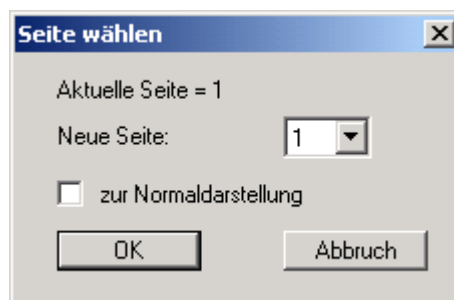 Seite wählen
Aktuelle Seite = 1
Neue Seite: 1
zur Normaldarstellung
OK Abbruch